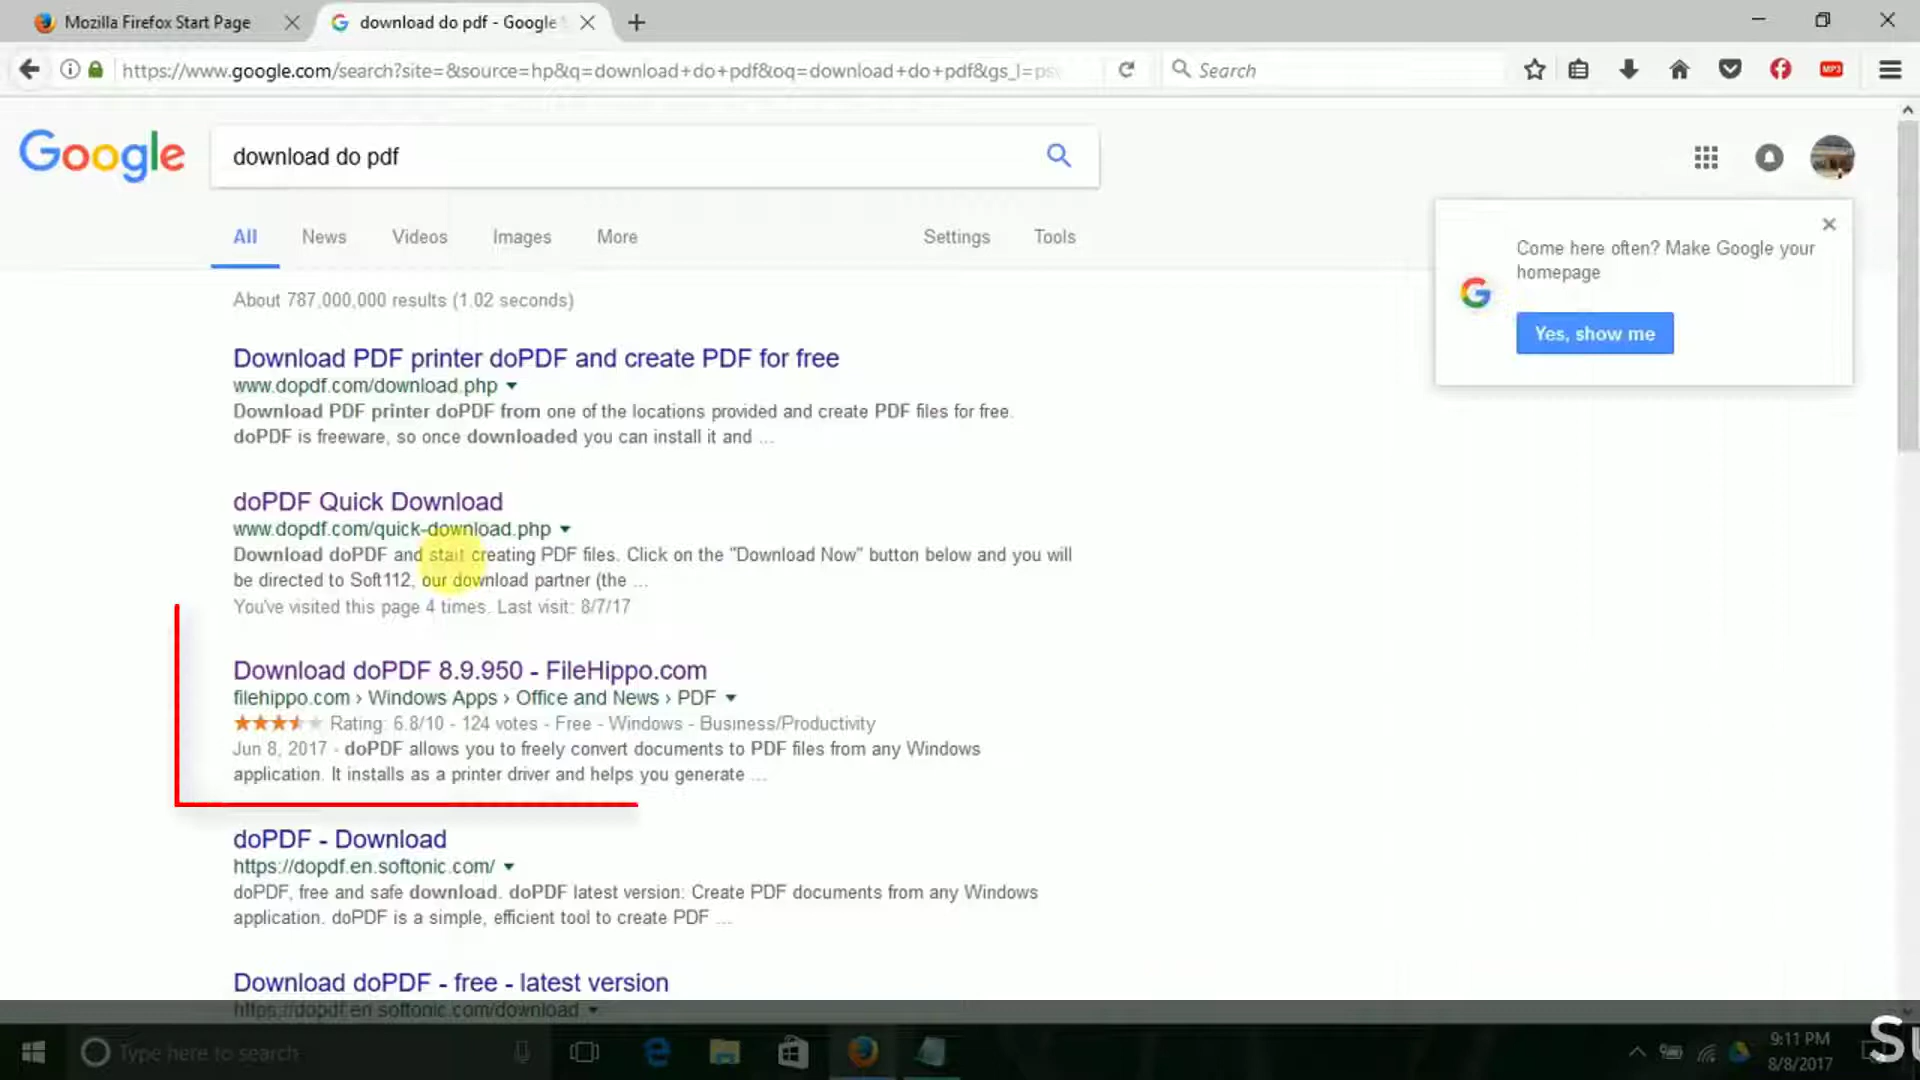 Mozilla Firefox Start Page
download do pdf - Google
https://www.google.com/search?site=&source=hp&q=download+do+pdf&oq=download+do+pdf&gs_l=ps
Search
MP3
Google
download do pdf
All
News
Videos
Images
More
Settings
Tools
Come here often? Make Google your
homepage
Yes, show me
About 787,000,000 results (1.02 seconds)
Download PDF printer doPDF and create PDF for free
www.dopdf.com/download.php
Download PDF printer doPDF from one of the locations provided and create PDF files for free.
doPDF is freeware, so once downloaded you can install it and ...
doPDF Quick Download
www.dopdf.com/quick-download.php
Download doPDF and start creating PDF files. Click on the "Download Now" button below and you will
be directed to Soft112, our download partner (the ...
You've visited this page 4 times. Last visit: 8/7/17
Download doPDF 8.9.950 - FileHippo.com
filehippo.com › Windows Apps › Office and News › PDF
Rating: 6.8/10 - 124 votes - Free - Windows - Business/Productivity
Jun 8, 2017 - doPDF allows you to freely convert documents to PDF files from any Windows
application. It installs as a printer driver and helps you generate ...
doPDF - Download
https://dopdf.en.softonic.com/
doPDF, free and safe download. doPDF latest version: Create PDF documents from any Windows
application. doPDF is a simple, efficient tool to create PDF ...
Download doPDF - free - latest version
https://dopdf.en.softonic.com/download
Type here to search
9:11 PM
8/8/2017
Su